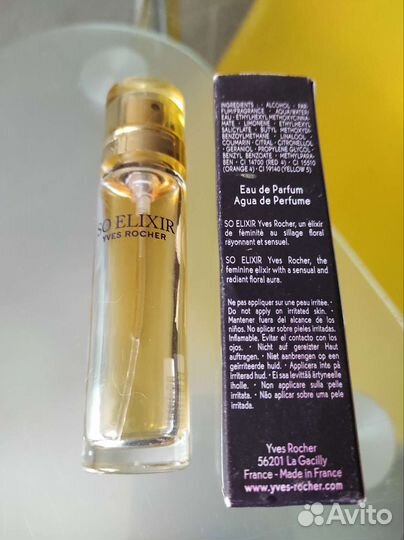 SO ELIXIR
YVES ROCHER
INGREDIENTS : ALCOHOL · PAR-
FUM/FRAGRANCE · AQUA/WATER/
EAU · ETHYLHEXYL METHOXYCINNA-
MATE · LIMONENE · ETHYLHEXYL
SALICYLATE · BUTYL METHOXYDI-
BENZOYLMETHANE · LINALOOL ·
COUMARIN · CITRAL · CITRONELLOL
· GERANIOL · PROPYLENE GLYCOL ·
BENZYL BENZOATE · METHYLPARA-
BEN · CI 14700 (RED 4) · CI 15510
(ORANGE 4) · CI 19140 (YELLOW 5)
Eau de Parfum
Agua de Perfume
SO ELIXIR Yves Rocher, un élixir
de féminité au sillage floral
rayonnant et sensuel.
SO ELIXIR Yves Rocher, the
feminine elixir with a sensual and
radiant floral aura.
Ne pas appliquer sur une peau irritée. ·
Do not apply on irritated skin. ·
Mantener fuera del alcance de los
niños. No aplicar sobre pieles irritadas.
Inflamable. Evitar el contacto con los
ojos. · Nicht auf gereizter Haut
auftragen. · Niet aanbrengen op een
geïrriteerde huid. · Applicera inte på
irriterad hud. · Ei saa levittää ärtyneelle
iholle. · Non applicare sulla pelle
irritata. · Não aplicar sobre uma pele
irritada.
Yves Rocher
56201 La Gacilly
France - Made in France
www.yves-rocher.com
Avito